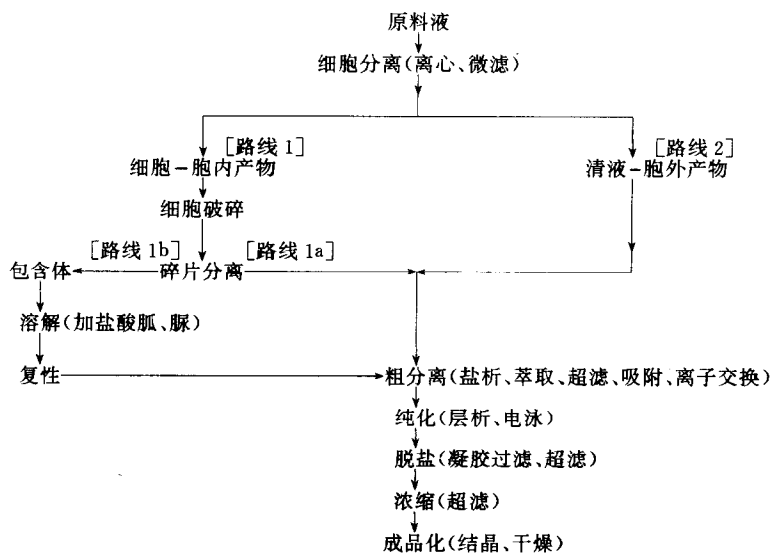 原料液
细胞分离(离心、微滤)
[路线 1]
[路线 2]
细胞－胞内产物
清液－胞外产物
细胞破碎
[路线 1b]
[路线 1a]
包含体
碎片分离
溶解(加盐酸胍、脲)
复性
粗分离(盐析、萃取、超滤、吸附、离子交换)
纯化(层析、电泳)
脱盐(凝胶过滤、超滤)
浓缩(超滤)
成品化(结晶、干燥)